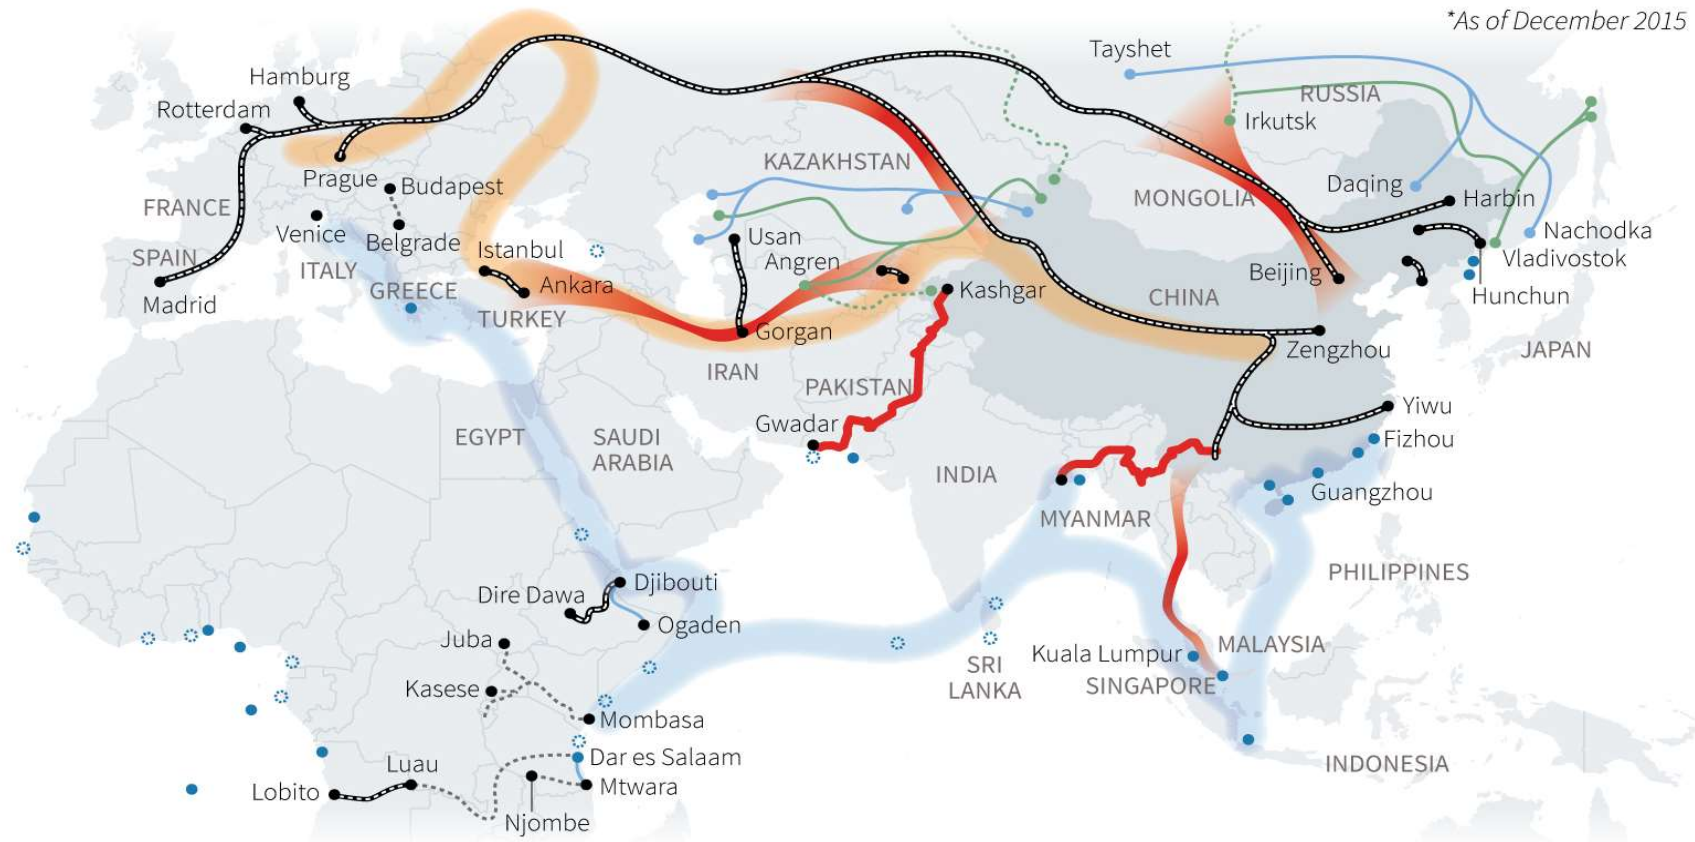 *As of December 2015
Tayshet
Hamburg
Rotterdam
RUSSIA
Irkutsk
KAZAKHSTAN
Prague
Budapest
Daqing
Harbin
FRANCE
MONGOLIA
Venice
Belgrade
Usan
Nachodka
SPAIN
ITALY
Istanbul
Angren
Vladivostok
Beijing
Ankara
GREECE
Kashgar
CHINA
Hunchun
Madrid
TURKEY
Gorgan
Zengzhou
JAPAN
IRAN
PAKISTAN
Yiwu
Gwadar
EGYPT
SAUDI
ARABIA
Fizhou
INDIA
Guangzhou
MYANMAR
PHILIPPINES
Djibouti
Dire Dawa
Ogaden
Juba
MALAYSIA
Kuala Lumpur
SRI
LANKA
SINGAPORE
Kasese
Mombasa
Dar es Salaam
INDONESIA
Luau
Mtwara
Lobito
Njombe